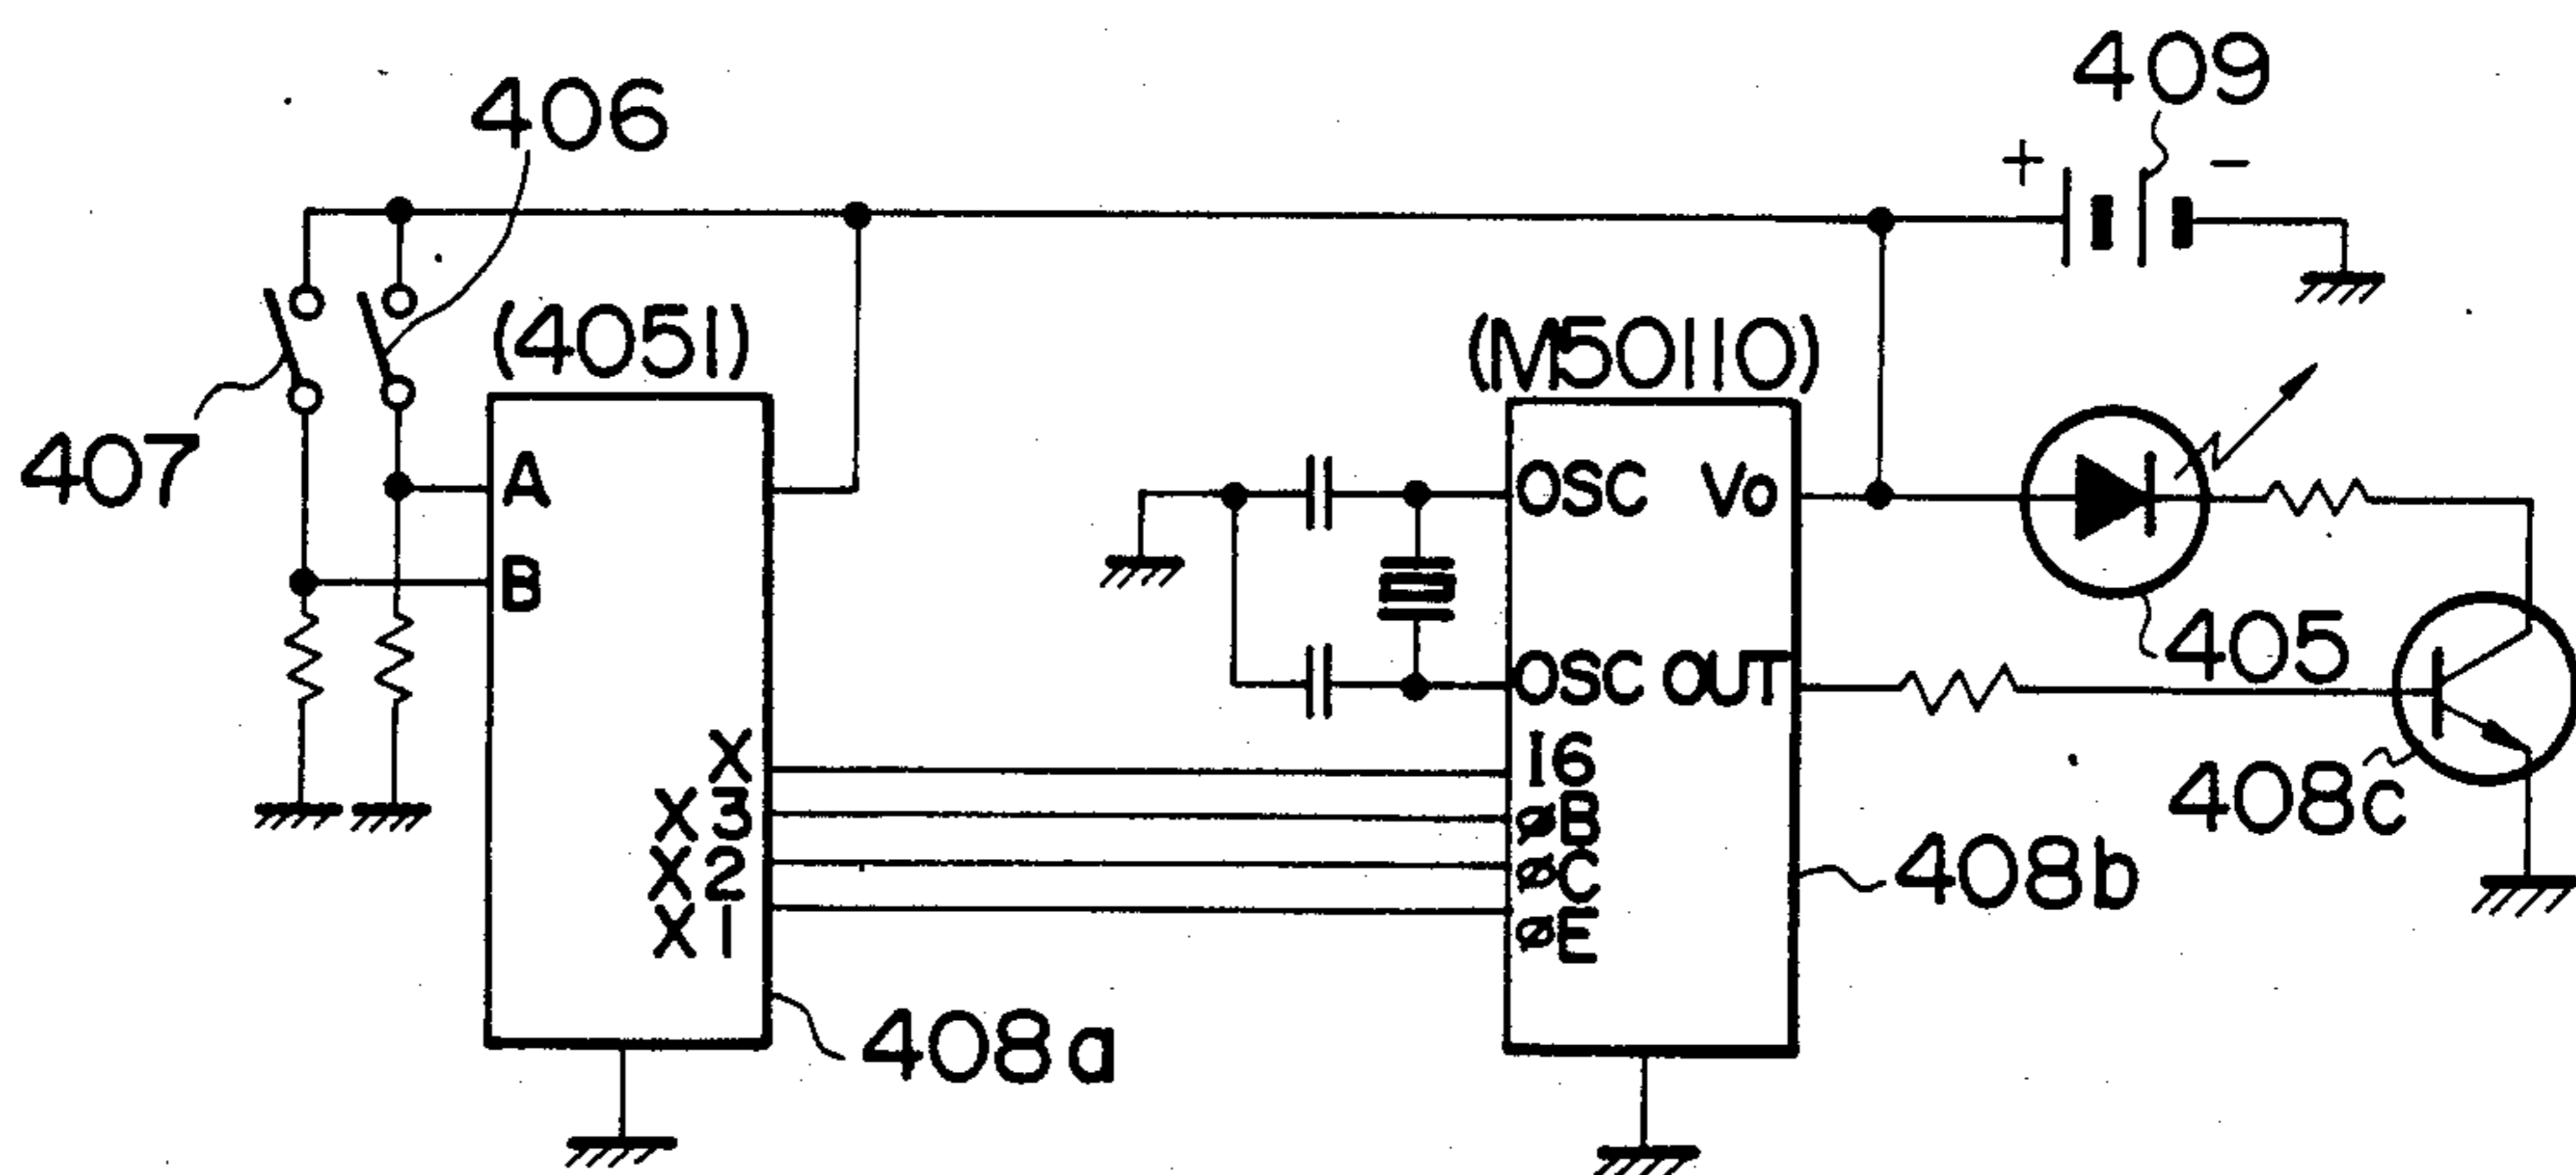 409
406
+ −
(4051)
(M50110)
407
A
OSC Vo
B
405
OSC OUT
X
I6
X3
øB
408c
X2
øC
408b
X1
øE
408a